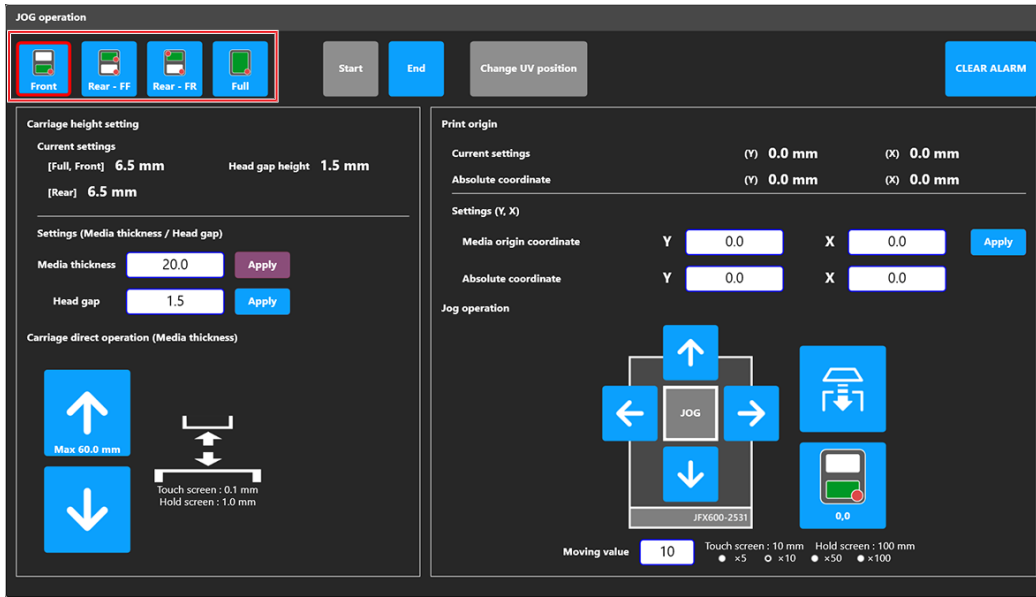 JOG operation
Front Rear - FF Rear - FR Full Start End Change UV position CLEAR ALARM
Carriage height setting
Current settings
[Full, Front] 6.5 mm Head gap height 1.5 mm
[Rear] 6.5 mm
Settings (Media thickness / Head gap)
Media thickness 20.0 Apply
Head gap 1.5 Apply
Carriage direct operation (Media thickness)
Max 60.0 mm
Touch screen : 0.1 mm
Hold screen : 1.0 mm
Print origin
Current settings (Y) 0.0 mm (X) 0.0 mm
Absolute coordinate (Y) 0.0 mm (X) 0.0 mm
Settings (Y, X)
Media origin coordinate Y 0.0 X 0.0 Apply
Absolute coordinate Y 0.0 X 0.0
Jog operation
JOG
JFX600-2531
0,0
Moving value 10 Touch screen : 10 mm Hold screen : 100 mm
×5 ×10 ×50 ×100